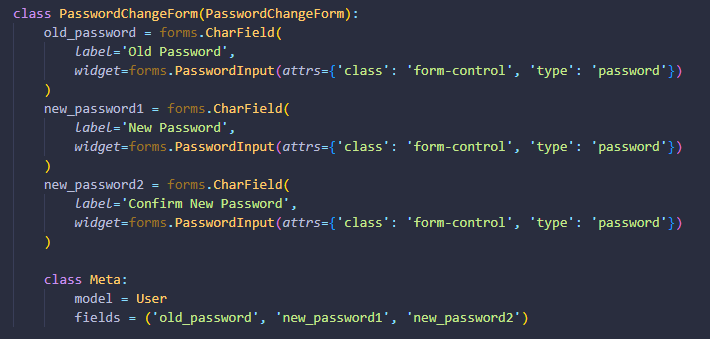 class PasswordChangeForm(PasswordChangeForm):
    old_password = forms.CharField(
        label='Old Password',
        widget=forms.PasswordInput(attrs={'class': 'form-control', 'type': 'password'})
    )
    new_password1 = forms.CharField(
        label='New Password',
        widget=forms.PasswordInput(attrs={'class': 'form-control', 'type': 'password'})
    )
    new_password2 = forms.CharField(
        label='Confirm New Password',
        widget=forms.PasswordInput(attrs={'class': 'form-control', 'type': 'password'})
    )

    class Meta:
        model = User
        fields = ('old_password', 'new_password1', 'new_password2')